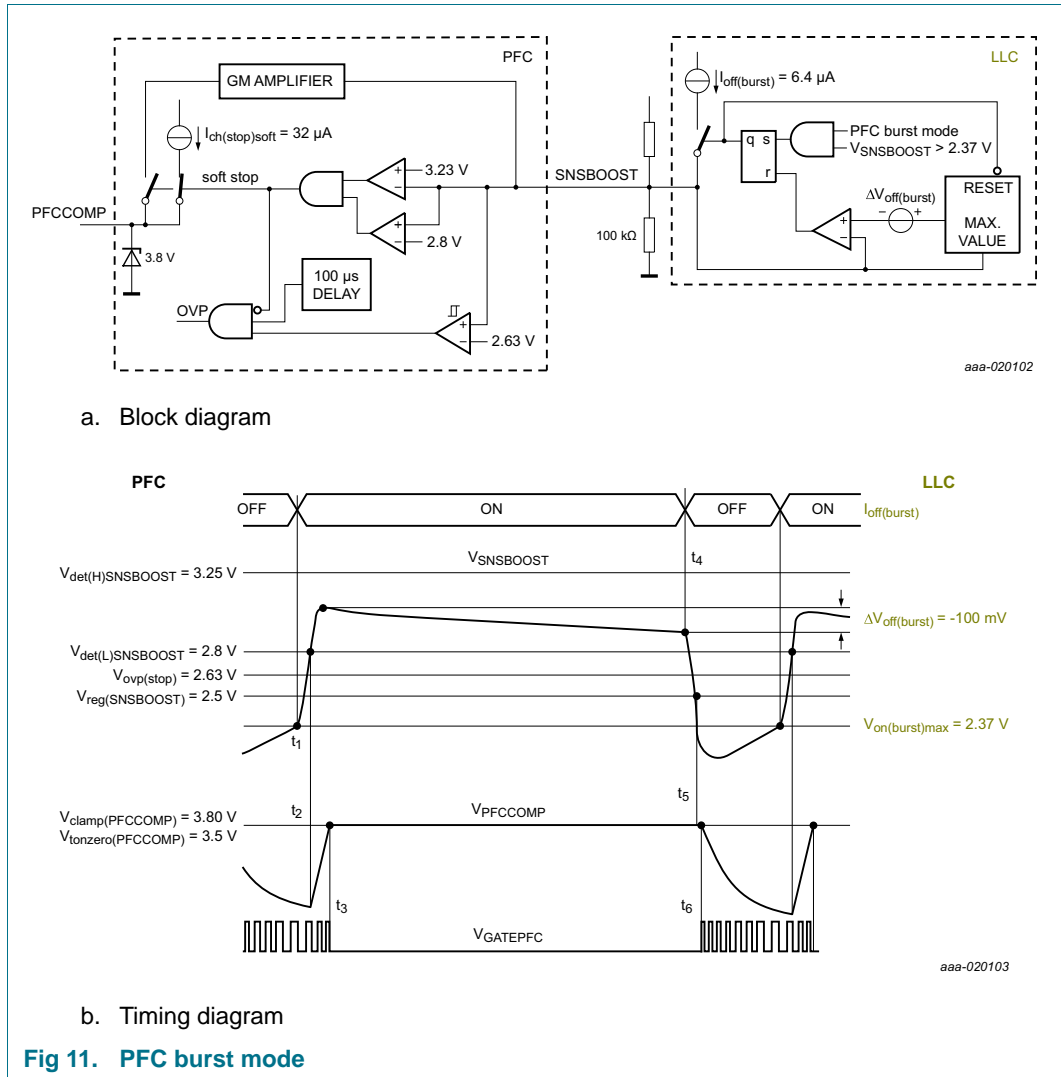 PFC
LLC
GM AMPLIFIER
Ioff(burst) = 6.4 µA
Ich(stop)soft = 32 µA
PFC burst mode
VSNSBOOST > 2.37 V
q s
r
soft stop
3.23 V
+
−
SNSBOOST
PFCCOMP
+
−
2.8 V
ΔVoff(burst)
− +
RESET
MAX.
VALUE
+
−
100 kΩ
3.8 V
100 µs
DELAY
OVP
+
−
2.63 V
aaa-020102
a. Block diagram
PFC
LLC
OFF
ON
OFF
ON
Ioff(burst)
VSNSBOOST
t4
Vdet(H)SNSBOOST = 3.25 V
ΔVoff(burst) = -100 mV
Vdet(L)SNSBOOST = 2.8 V
Vovp(stop) = 2.63 V
Vreg(SNSBOOST) = 2.5 V
Von(burst)max = 2.37 V
t1
t5
t2
VPFCCOMP
Vclamp(PFCCOMP) = 3.80 V
Vtonzero(PFCCOMP) = 3.5 V
t3
t6
VGATEPFC
aaa-020103
b. Timing diagram
Fig 11. PFC burst mode